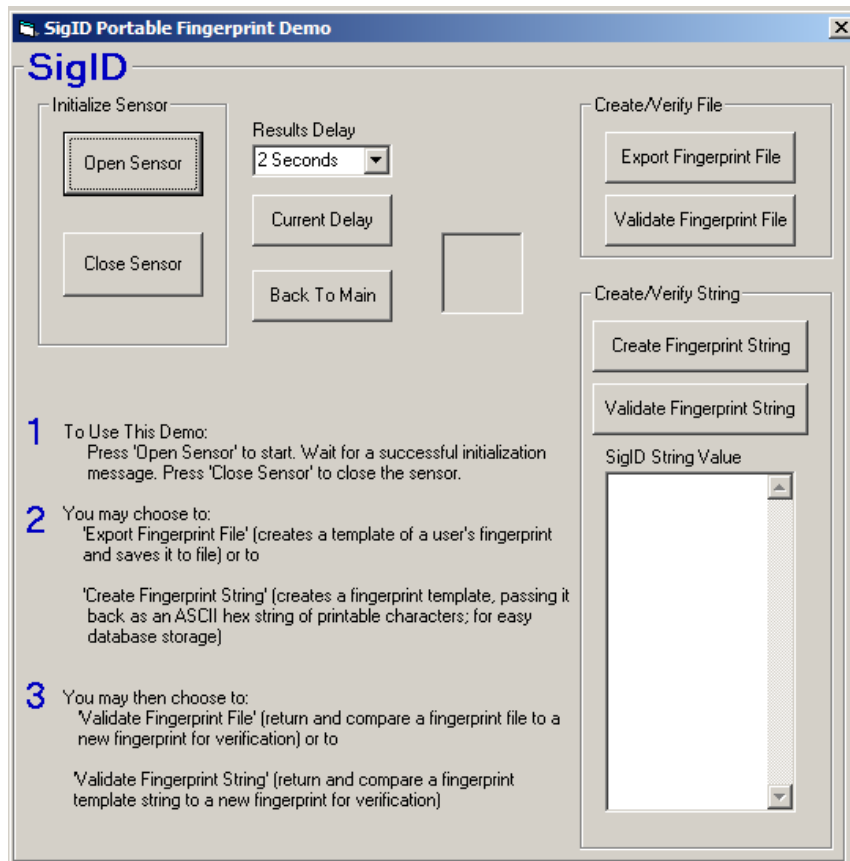 SigID Portable Fingerprint Demo
SigID
Initialize Sensor
Open Sensor
Close Sensor
Results Delay
2 Seconds
Current Delay
Back To Main
Create/Verify File
Export Fingerprint File
Validate Fingerprint File
Create/Verify String
Create Fingerprint String
Validate Fingerprint String
SigID String Value
1 To Use This Demo:
Press 'Open Sensor' to start. Wait for a successful initialization
message. Press 'Close Sensor' to close the sensor.
2 You may choose to:
'Export Fingerprint File' (creates a template of a user's fingerprint
and saves it to file) or to
'Create Fingerprint String' (creates a fingerprint template, passing it
back as an ASCII hex string of printable characters; for easy
database storage)
3 You may then choose to:
'Validate Fingerprint File' (return and compare a fingerprint file to a
new fingerprint for verification) or to
'Validate Fingerprint String' (return and compare a fingerprint
template string to a new fingerprint for verification)